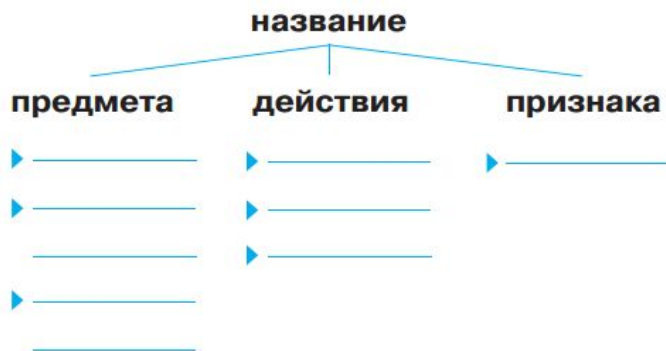 название
предмета действия признака